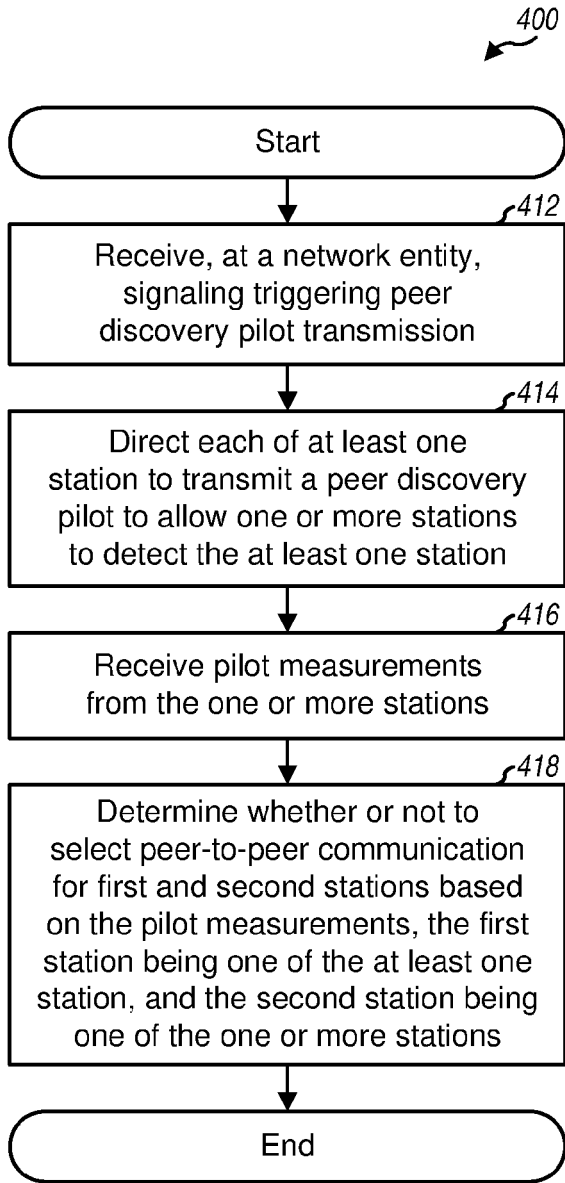 400
Start
412
Receive, at a network entity,
signaling triggering peer
discovery pilot transmission
414
Direct each of at least one
station to transmit a peer discovery
pilot to allow one or more stations
to detect the at least one station
416
Receive pilot measurements
from the one or more stations
418
Determine whether or not to
select peer-to-peer communication
for first and second stations based
on the pilot measurements, the first
station being one of the at least one
station, and the second station being
one of the one or more stations
End